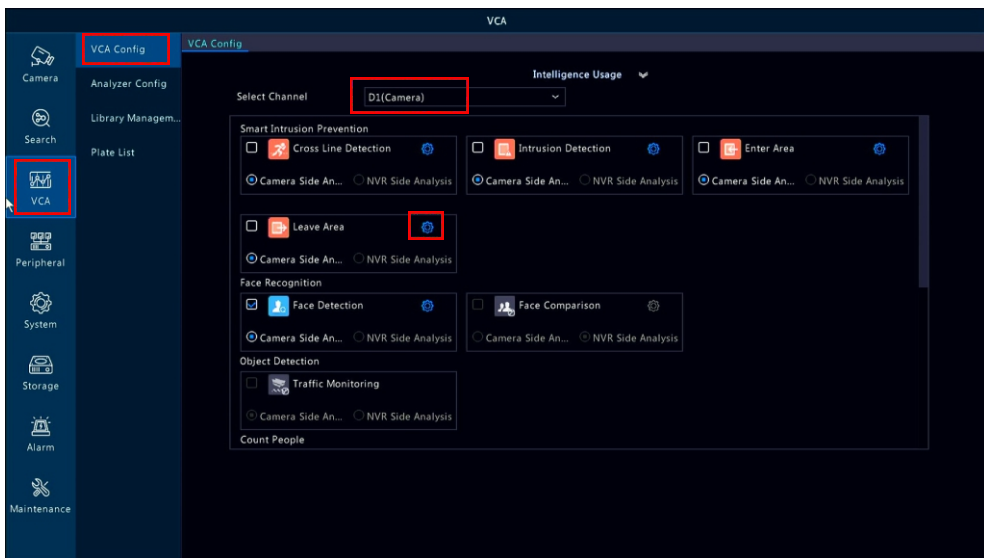 VCA
Camera
Search
VCA
Peripheral
System
Storage
Alarm
Maintenance
VCA Config
Analyzer Config
Library Managem...
Plate List
VCA Config
Intelligence Usage
Select Channel
D1(Camera)
Smart Intrusion Prevention
Cross Line Detection
Camera Side An... NVR Side Analysis
Intrusion Detection
Camera Side An... NVR Side Analysis
Enter Area
Camera Side An... NVR Side Analysis
Leave Area
Camera Side An... NVR Side Analysis
Face Recognition
Face Detection
Camera Side An... NVR Side Analysis
Face Comparison
Camera Side An... NVR Side Analysis
Object Detection
Traffic Monitoring
Camera Side An... NVR Side Analysis
Count People